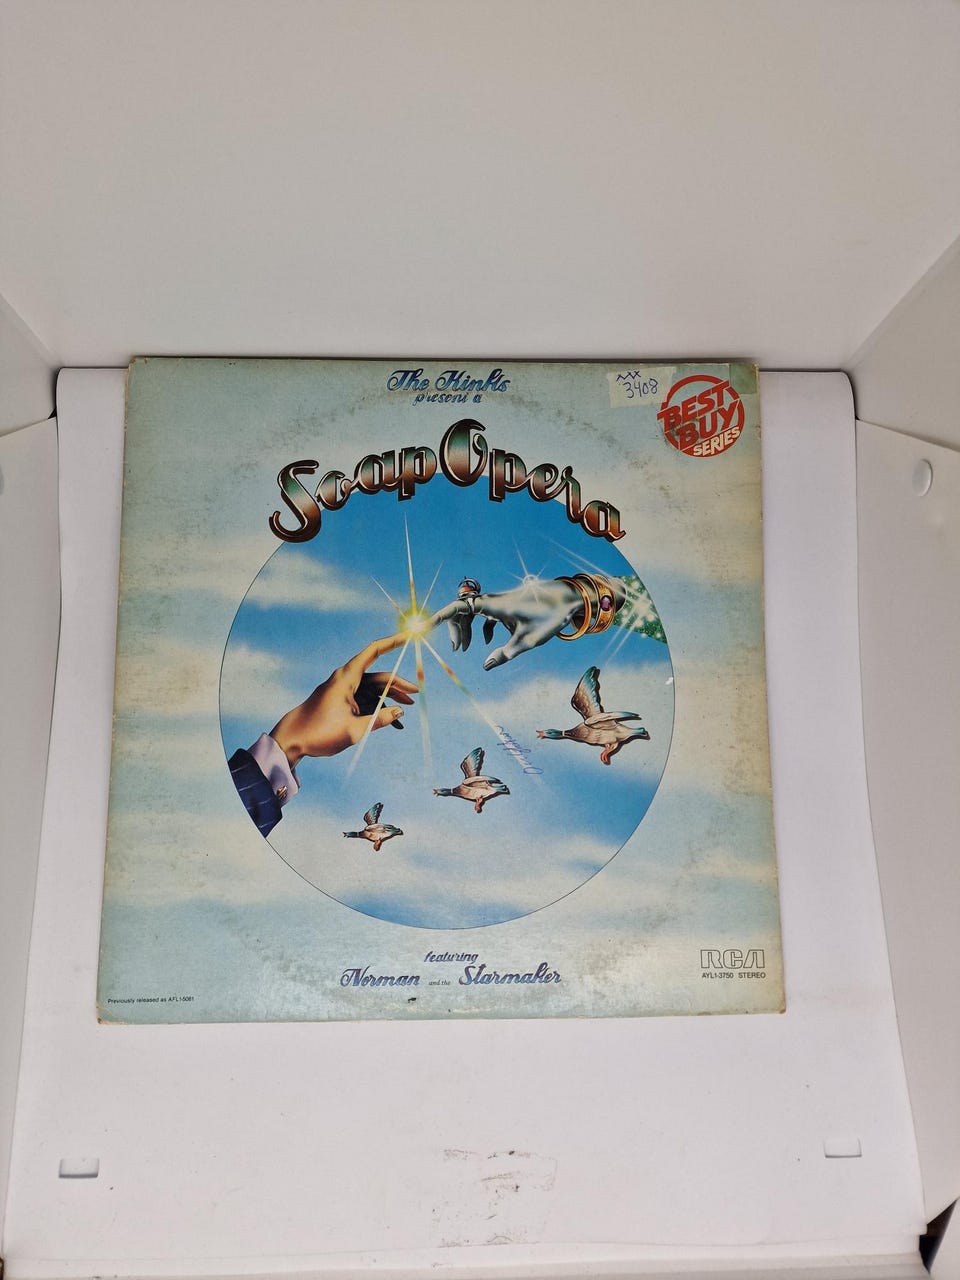 The Kinks
present a
3408
BEST
BUY
SERIES
Soap Opera
featuring
Norman and the Starmaker
RCA
AYL1-3750 STEREO
Previously released as AFL1-5081